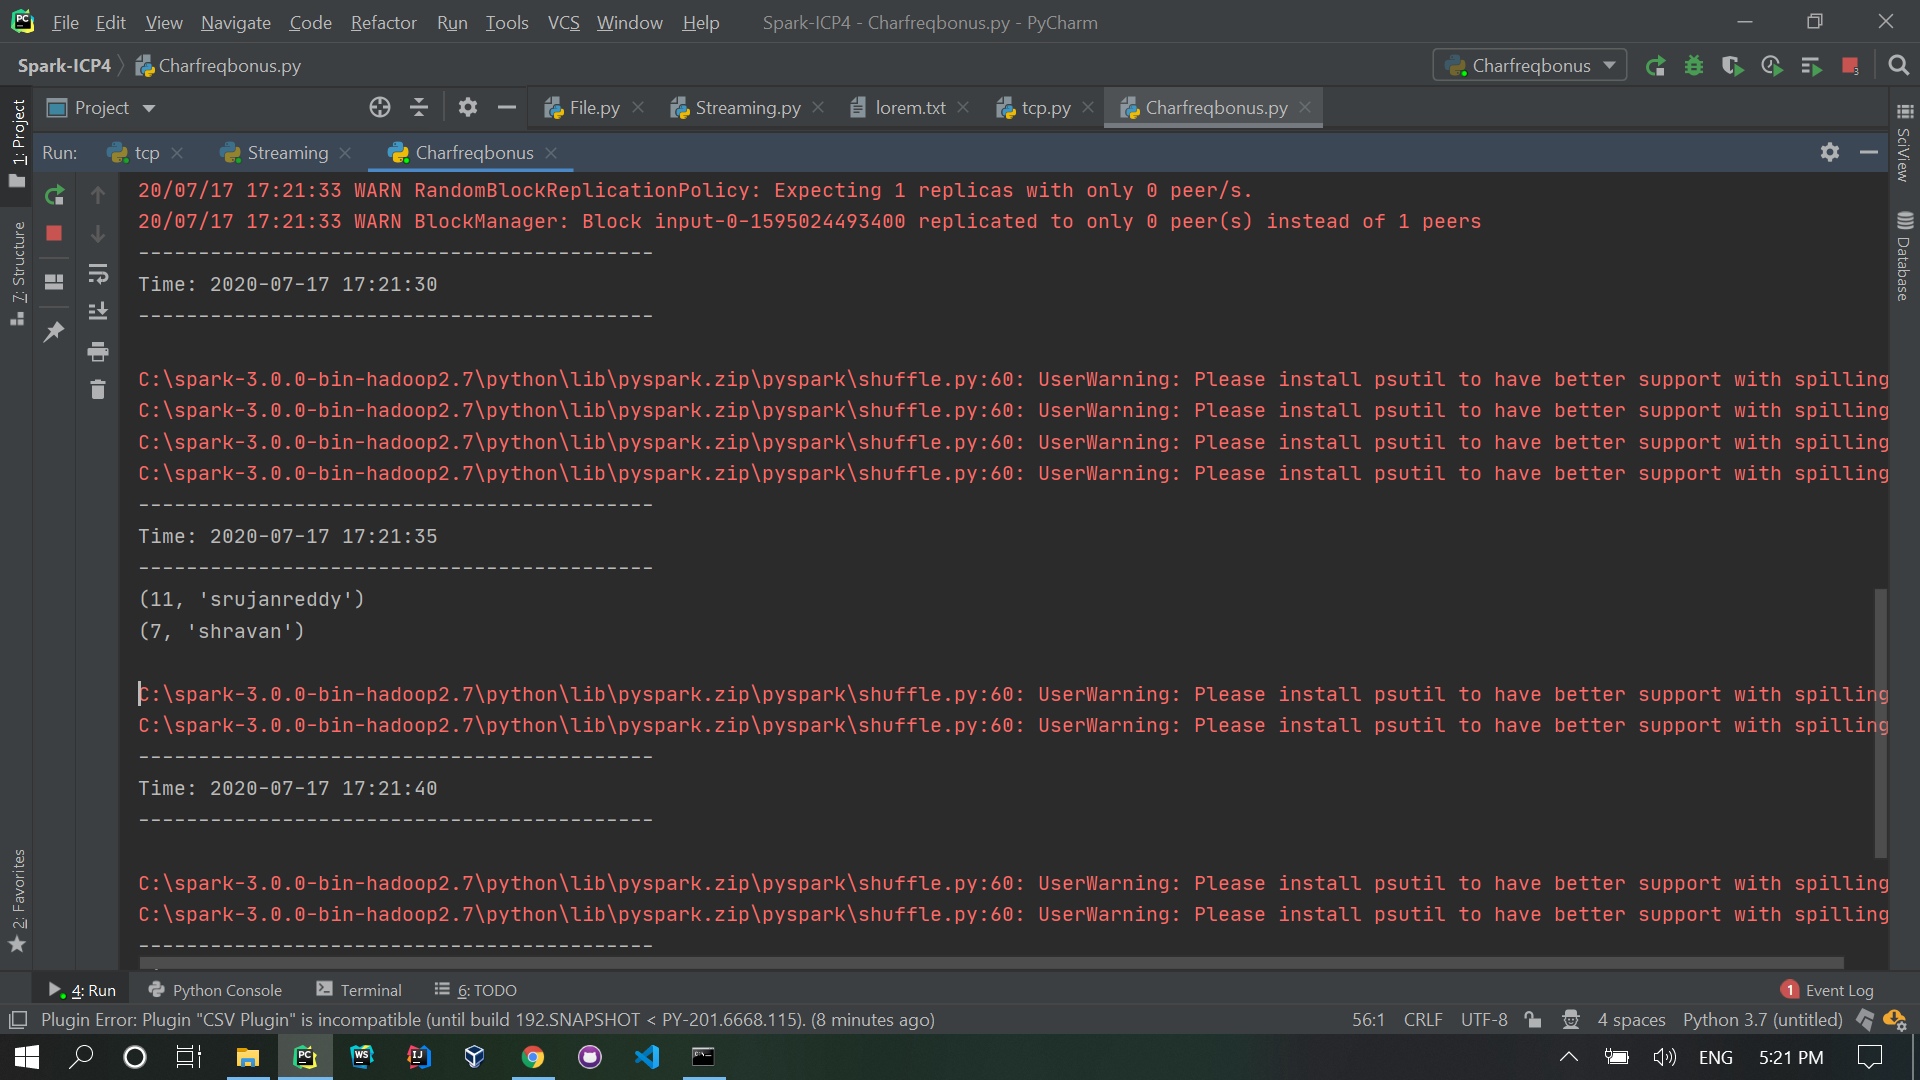 File Edit View Navigate Code Refactor Run Tools VCS Window Help Spark-ICP4 - Charfreqbonus.py - PyCharm
Spark-ICP4 Charfreqbonus.py Charfreqbonus
Project File.py Streaming.py lorem.txt tcp.py Charfreqbonus.py
Run: tcp Streaming Charfreqbonus
1: Project
7: Structure
2: Favorites
SciView
Database
20/07/17 17:21:33 WARN RandomBlockReplicationPolicy: Expecting 1 replicas with only 0 peer/s.
20/07/17 17:21:33 WARN BlockManager: Block input-0-1595024493400 replicated to only 0 peer(s) instead of 1 peers
-------------------------------------------
Time: 2020-07-17 17:21:30
-------------------------------------------
C:\spark-3.0.0-bin-hadoop2.7\python\lib\pyspark.zip\pyspark\shuffle.py:60: UserWarning: Please install psutil to have better support with spilling
C:\spark-3.0.0-bin-hadoop2.7\python\lib\pyspark.zip\pyspark\shuffle.py:60: UserWarning: Please install psutil to have better support with spilling
C:\spark-3.0.0-bin-hadoop2.7\python\lib\pyspark.zip\pyspark\shuffle.py:60: UserWarning: Please install psutil to have better support with spilling
C:\spark-3.0.0-bin-hadoop2.7\python\lib\pyspark.zip\pyspark\shuffle.py:60: UserWarning: Please install psutil to have better support with spilling
-------------------------------------------
Time: 2020-07-17 17:21:35
-------------------------------------------
(11, 'srujanreddy')
(7, 'shravan')
C:\spark-3.0.0-bin-hadoop2.7\python\lib\pyspark.zip\pyspark\shuffle.py:60: UserWarning: Please install psutil to have better support with spilling
C:\spark-3.0.0-bin-hadoop2.7\python\lib\pyspark.zip\pyspark\shuffle.py:60: UserWarning: Please install psutil to have better support with spilling
-------------------------------------------
Time: 2020-07-17 17:21:40
-------------------------------------------
C:\spark-3.0.0-bin-hadoop2.7\python\lib\pyspark.zip\pyspark\shuffle.py:60: UserWarning: Please install psutil to have better support with spilling
C:\spark-3.0.0-bin-hadoop2.7\python\lib\pyspark.zip\pyspark\shuffle.py:60: UserWarning: Please install psutil to have better support with spilling
-------------------------------------------
4: Run Python Console Terminal 6: TODO 1 Event Log
Plugin Error: Plugin "CSV Plugin" is incompatible (until build 192.SNAPSHOT < PY-201.6668.115). (8 minutes ago) 56:1 CRLF UTF-8 4 spaces Python 3.7 (untitled)
ENG 5:21 PM